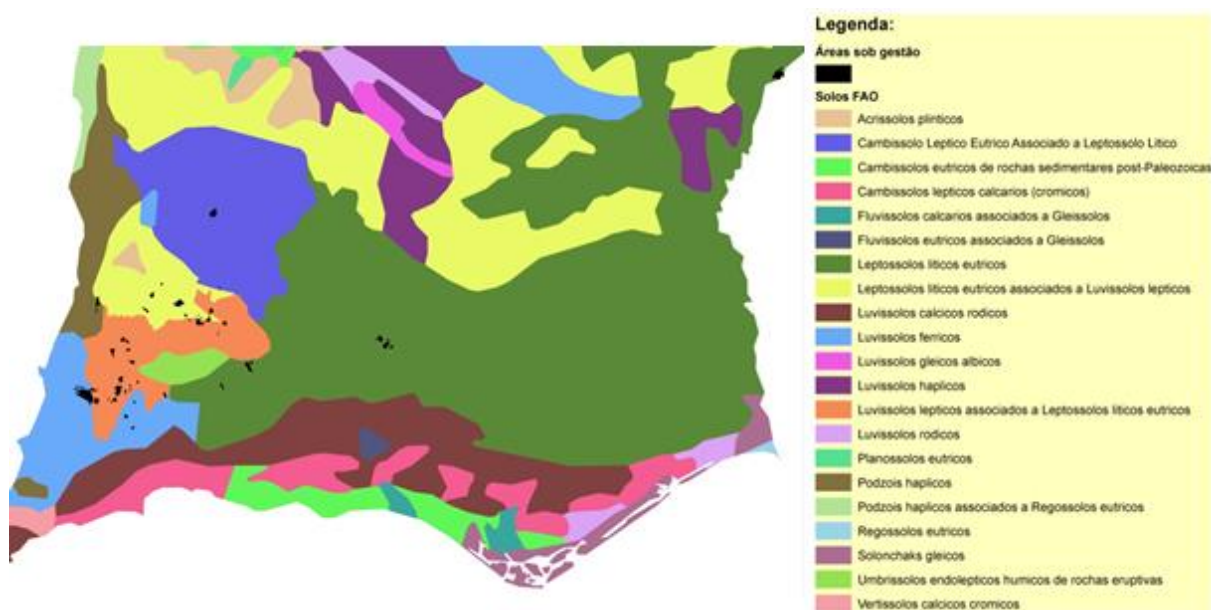 Legenda:
Áreas sob gestão
Solos FAO
Acrissolos plinticos
Cambissolo Leptico Eutrico Associado a Leptossolo Litico
Cambissolos eutricos de rochas sedimentares post-Paleozoicas
Cambissolos lepticos calcarios (cromicos)
Fluvissolos calcarios associados a Gleissolos
Fluvissolos eutricos associados a Gleissolos
Leptossolos liticos eutricos
Leptossolos liticos eutricos associados a Luvissolos lepticos
Luvissolos calcicos rodicos
Luvissolos ferricos
Luvissolos gleicos albicos
Luvissolos haplicos
Luvissolos lepticos associados a Leptossolos liticos eutricos
Luvissolos rodicos
Planossolos eutricos
Podzois haplicos
Podzois haplicos associados a Regossolos eutricos
Regossolos eutricos
Solonchaks gleicos
Umbrissolos endolepticos humicos de rochas eruptivas
Vertissolos calcicos cromicos